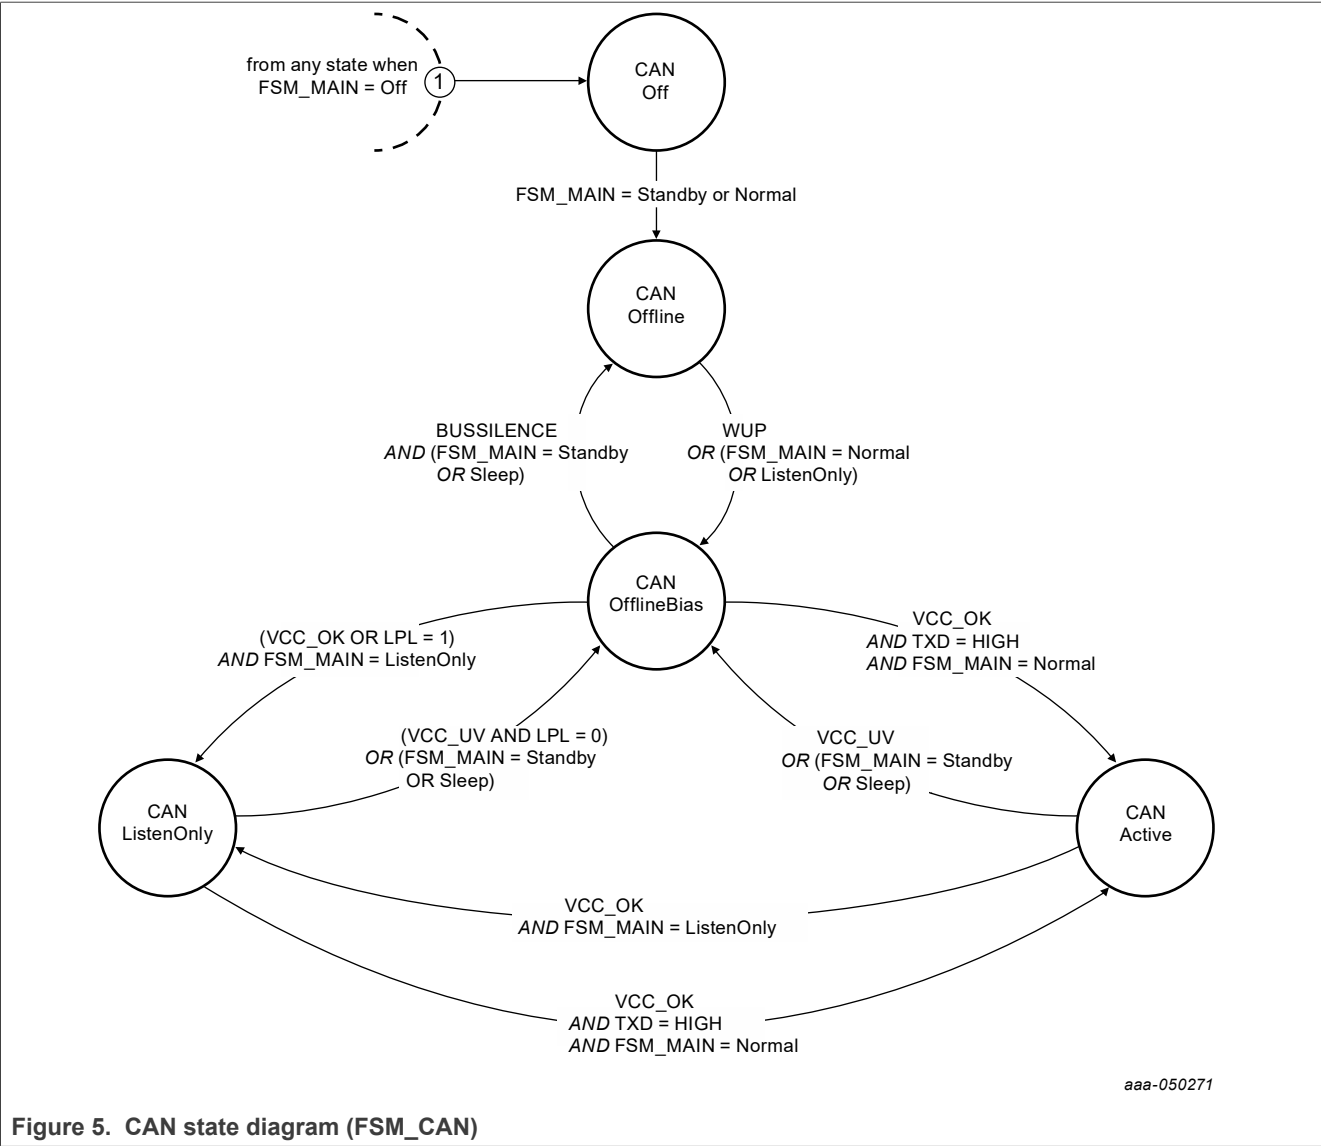 from any state when
FSM_MAIN = Off
1
CAN
Off
FSM_MAIN = Standby or Normal
CAN
Offline
BUSSILENCE
AND (FSM_MAIN = Standby
OR Sleep)
WUP
OR (FSM_MAIN = Normal
OR ListenOnly)
CAN
OfflineBias
(VCC_OK OR LPL = 1)
AND FSM_MAIN = ListenOnly
VCC_OK
AND TXD = HIGH
AND FSM_MAIN = Normal
(VCC_UV AND LPL = 0)
OR (FSM_MAIN = Standby
OR Sleep)
VCC_UV
OR (FSM_MAIN = Standby
OR Sleep)
CAN
ListenOnly
CAN
Active
VCC_OK
AND FSM_MAIN = ListenOnly
VCC_OK
AND TXD = HIGH
AND FSM_MAIN = Normal
aaa-050271
Figure 5. CAN state diagram (FSM_CAN)